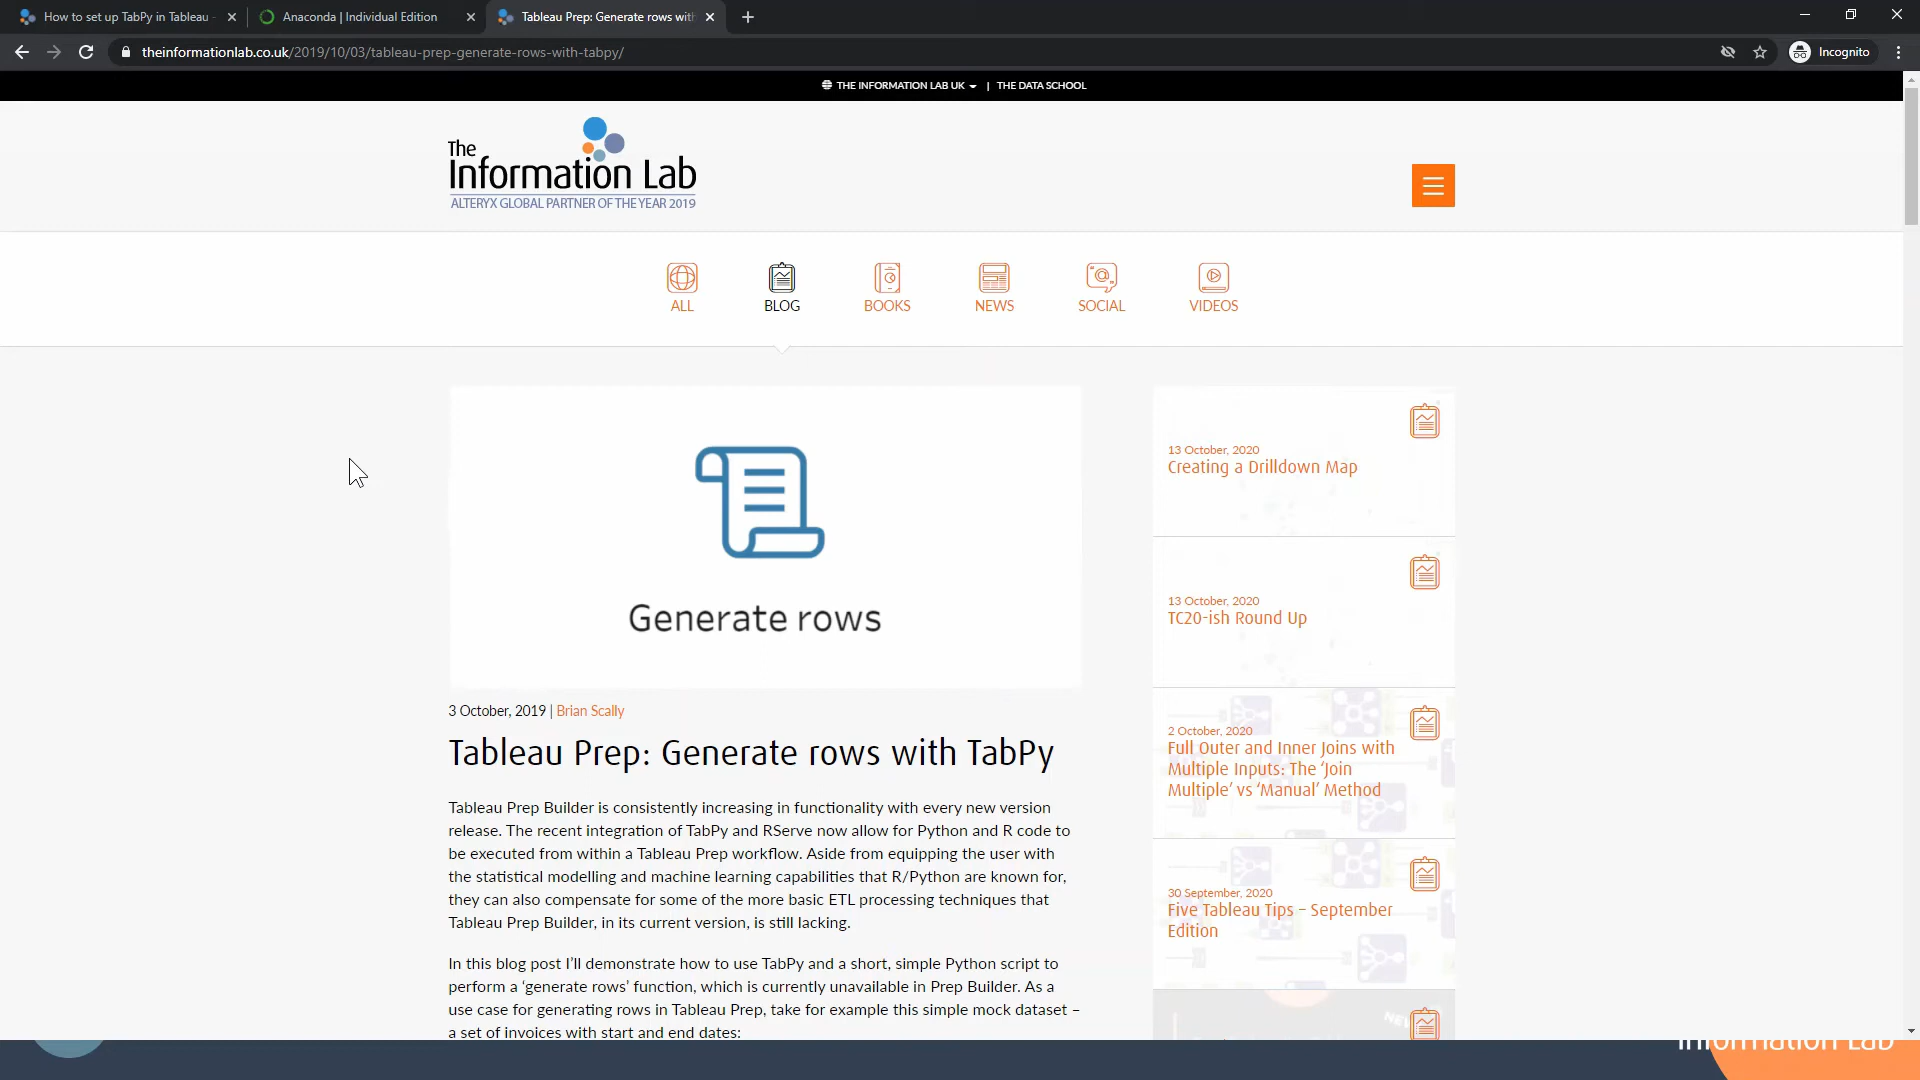 How to set up TabPy in Tableau
Anaconda | Individual Edition
Tableau Prep: Generate rows wit
theinformationlab.co.uk/2019/10/03/tableau-prep-generate-rows-with-tabpy/
Incognito
THE INFORMATION LAB UK | THE DATA SCHOOL
The
Information Lab
ALTERYX GLOBAL PARTNER OF THE YEAR 2019
ALL
BLOG
BOOKS
NEWS
SOCIAL
VIDEOS
Generate rows
3 October, 2019 | Brian Scally
Tableau Prep: Generate rows with TabPy
Tableau Prep Builder is consistently increasing in functionality with every new version
release. The recent integration of TabPy and RServe now allow for Python and R code to
be executed from within a Tableau Prep workflow. Aside from equipping the user with
the statistical modelling and machine learning capabilities that R/Python are known for,
they can also compensate for some of the more basic ETL processing techniques that
Tableau Prep Builder, in its current version, is still lacking.
In this blog post I'll demonstrate how to use TabPy and a short, simple Python script to
perform a 'generate rows' function, which is currently unavailable in Prep Builder. As a
use case for generating rows in Tableau Prep, take for example this simple mock dataset –
a set of invoices with start and end dates:
13 October, 2020
Creating a Drilldown Map
13 October, 2020
TC20-ish Round Up
2 October, 2020
Full Outer and Inner Joins with
Multiple Inputs: The 'Join
Multiple' vs 'Manual' Method
30 September, 2020
Five Tableau Tips – September
Edition
Information Lab